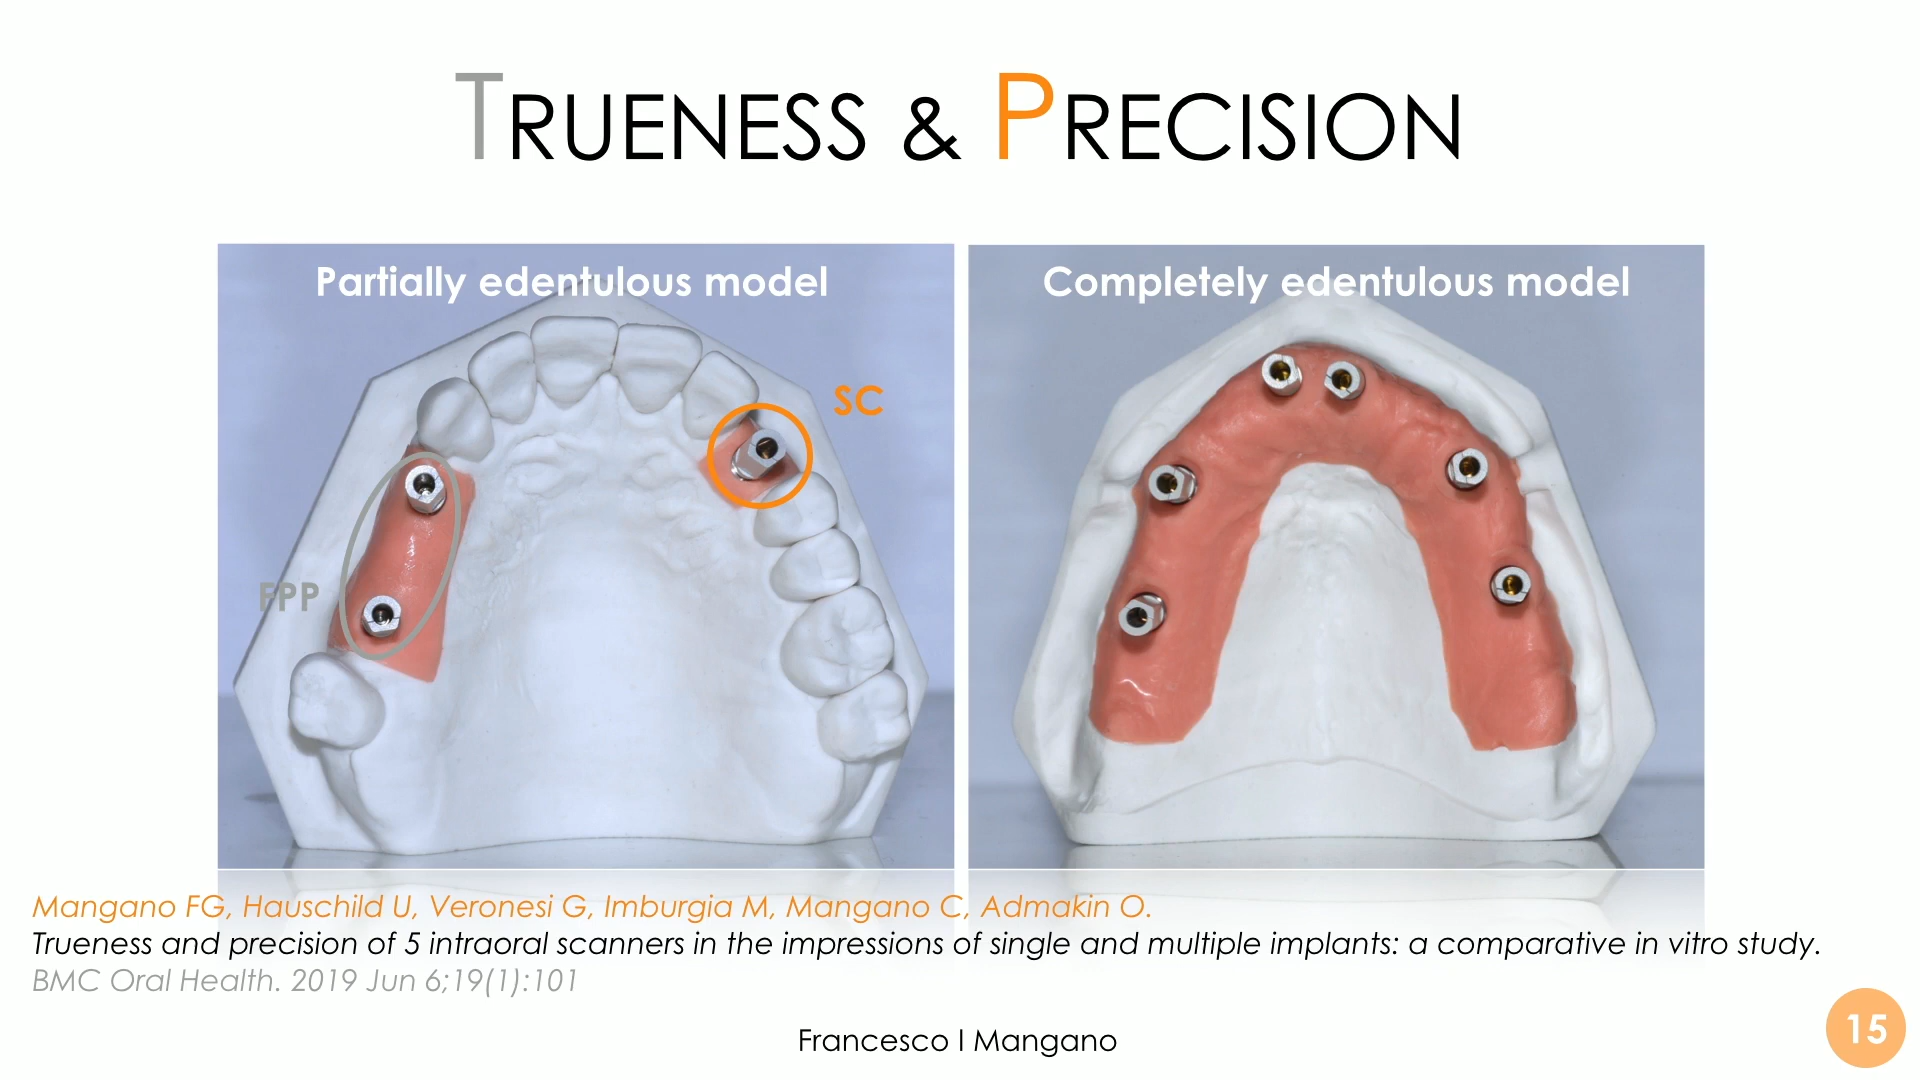 TRUENESS & PRECISION
Partially edentulous model
Completely edentulous model
SC
FPP
Mangano FG, Hauschild U, Veronesi G, Imburgia M, Mangano C, Admakin O.
Trueness and precision of 5 intraoral scanners in the impressions of single and multiple implants: a comparative in vitro study.
BMC Oral Health. 2019 Jun 6;19(1):101
Francesco I Mangano
15